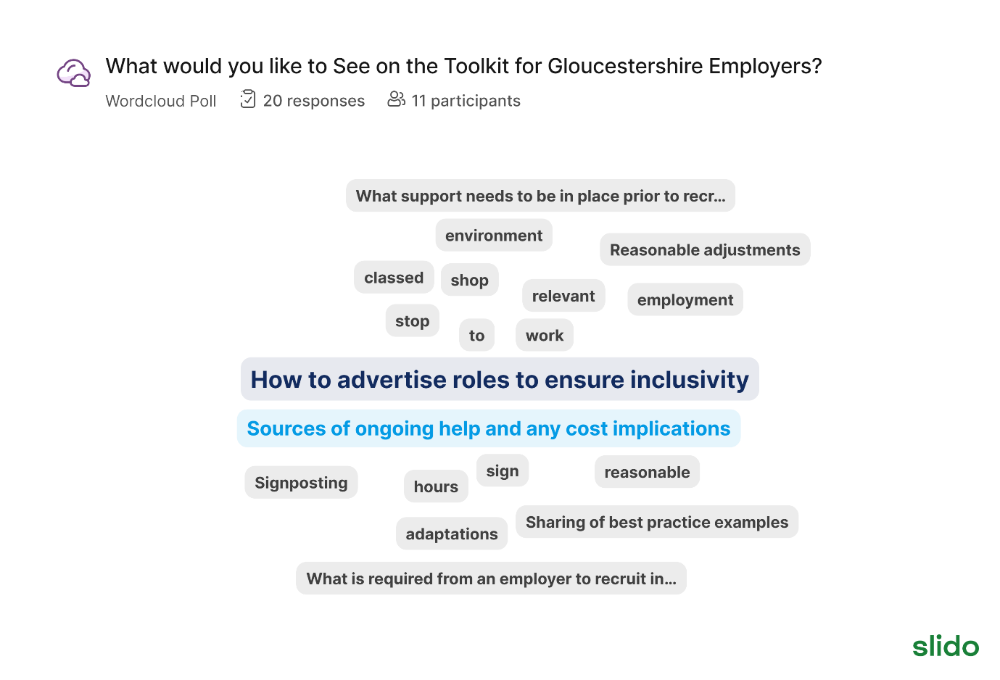 What would you like to See on the Toolkit for Gloucestershire Employers?
Wordcloud Poll 20 responses 11 participants
What support needs to be in place prior to recr...
environment
Reasonable adjustments
classed
shop
relevant
employment
stop
to
work
How to advertise roles to ensure inclusivity
Sources of ongoing help and any cost implications
Signposting
hours
sign
reasonable
adaptations
Sharing of best practice examples
What is required from an employer to recruit in...
slido